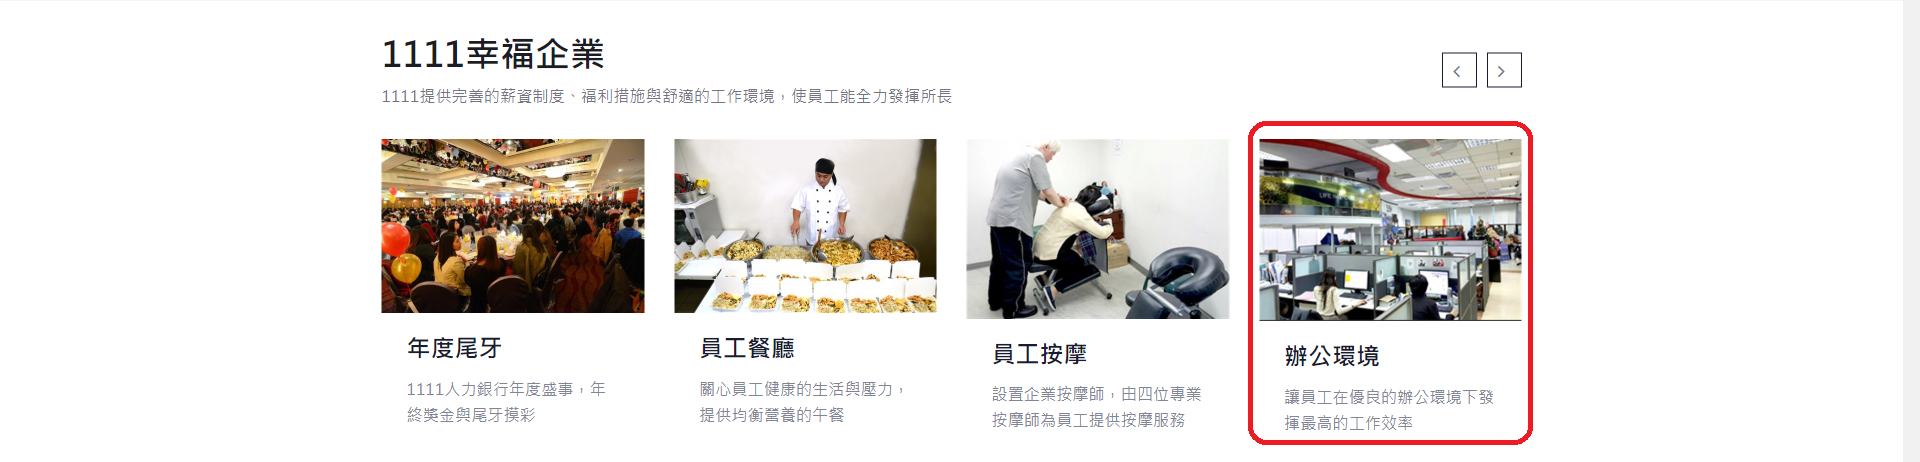 1111幸福企業
1111提供完善的薪資制度、福利措施與舒適的工作環境，使員工能全力發揮所長
年度尾牙
1111人力銀行年度盛事，年
終獎金與尾牙摸彩
員工餐廳
關心員工健康的生活與壓力，
提供均衡營養的午餐
員工按摩
設置企業按摩師，由四位專業
按摩師為員工提供按摩服務
LIFE
辦公環境
讓員工在優良的辦公環境下發
揮最高的工作效率